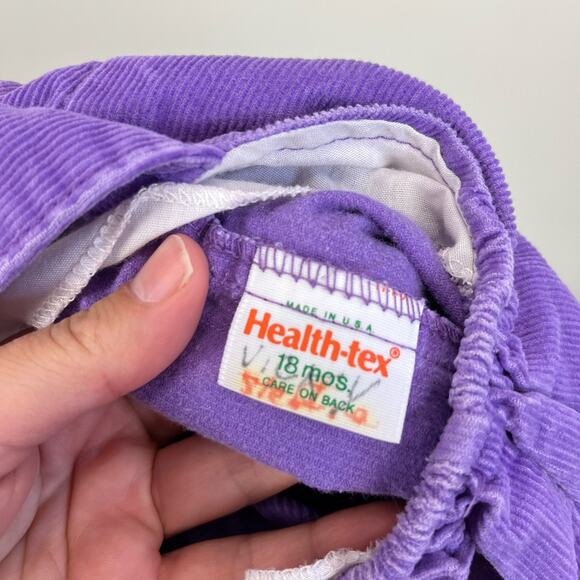 MADE IN U.S.A.
Health-tex®
18 mos.
CARE ON BACK